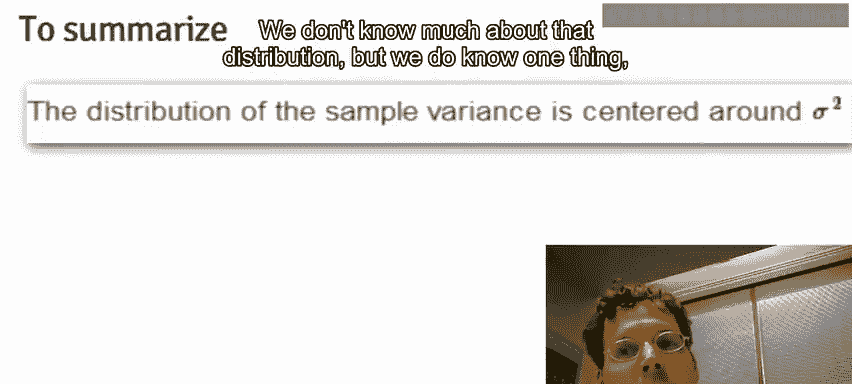 To summarize
We don't know much about that
distribution, but we do know one thing,
The distribution of the sample variance is centered around σ²